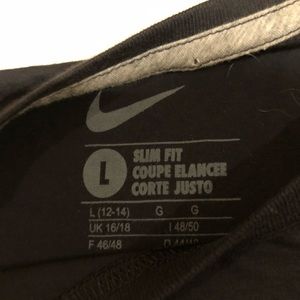 L
SLIM FIT
COUPE ELANCEE
CORTE JUSTO
L (12-14) G G
UK 16/18 I 48/50
F 46/48 D